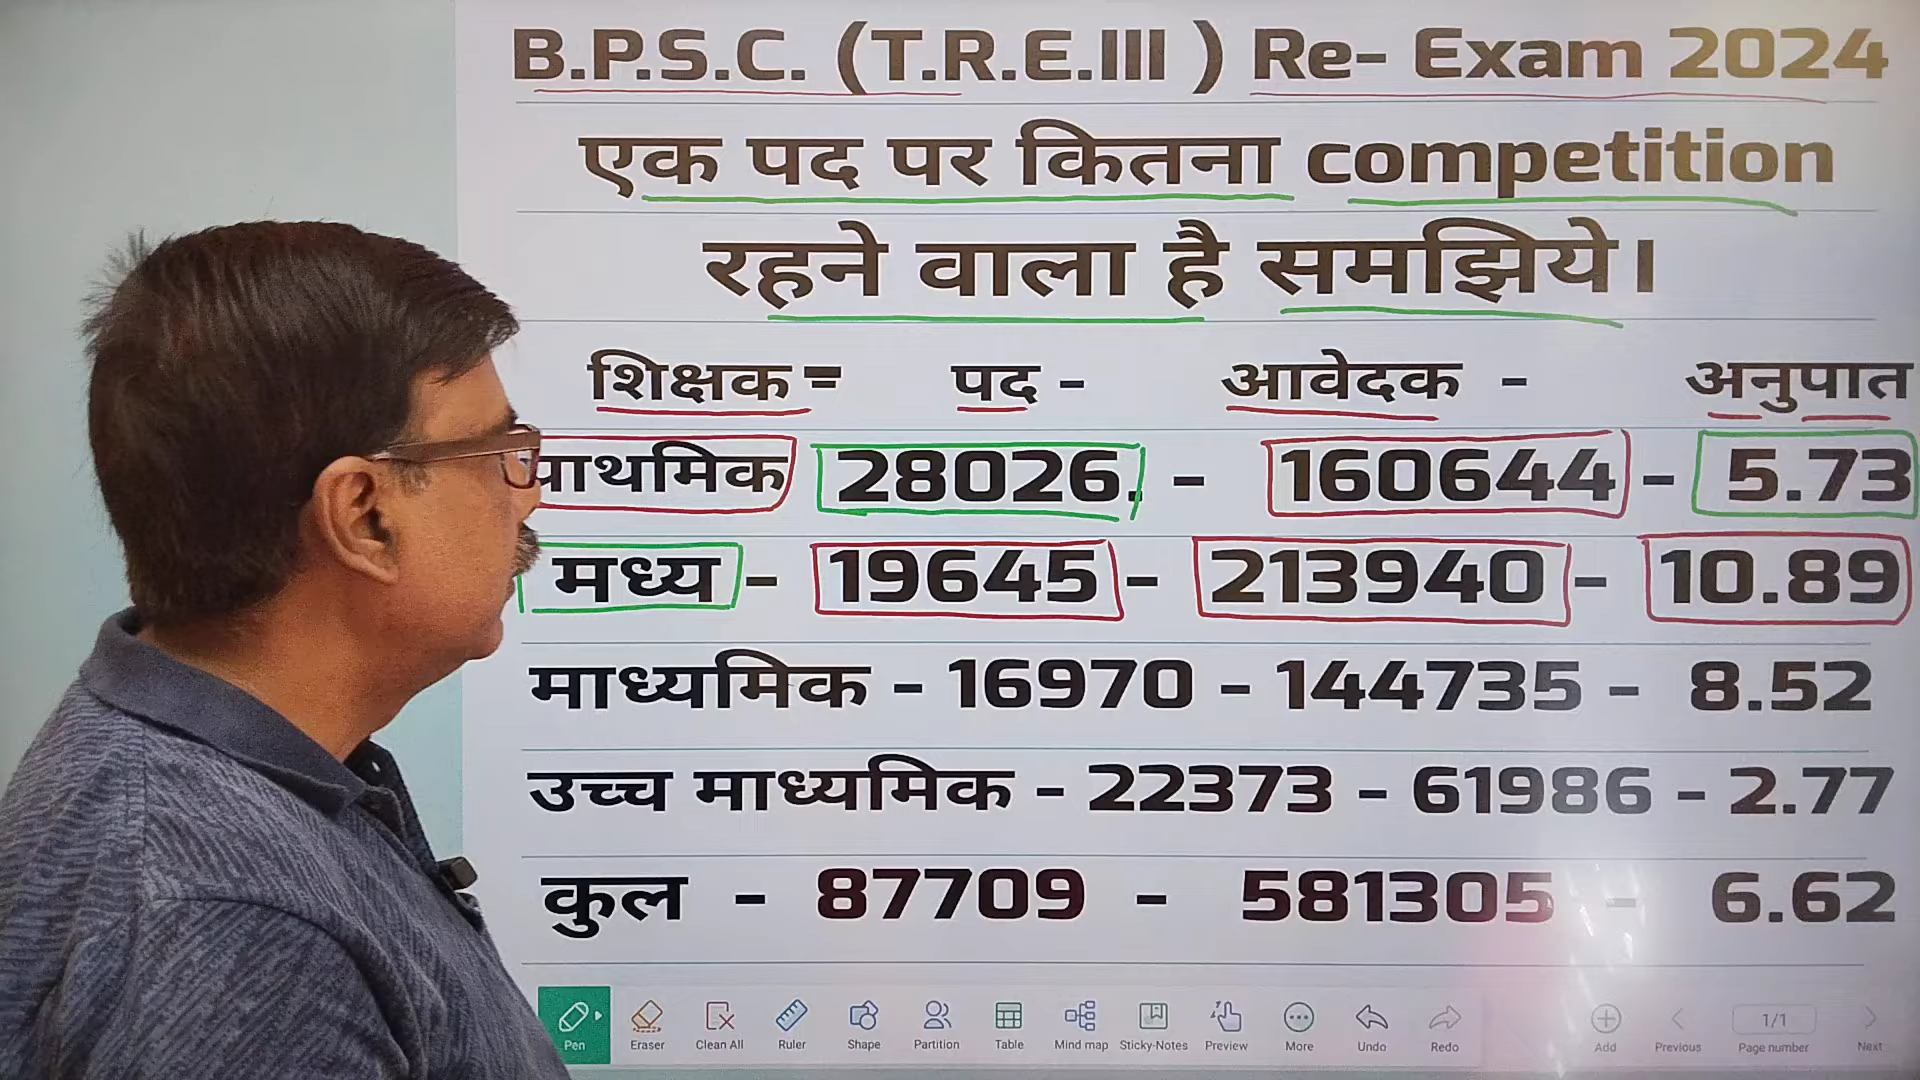 B.P.S.C. (T.R.E.III ) Re- Exam 2024
एक पद पर कितना competition
रहने वाला है समझिये।
शिक्षक - पद - आवेदक - अनुपात
प्राथमिक 28026. - 160644 - 5.73
मध्य - 19645 - 213940 - 10.89
माध्यमिक - 16970 - 144735 - 8.52
उच्च माध्यमिक - 22373 - 61986 - 2.77
कुल - 87709 - 581305 - 6.62
Pen Eraser Clean All Ruler Shape Partition Table Mind map Sticky-Notes Preview More Undo Redo Add Previous 1/1 Page number Next